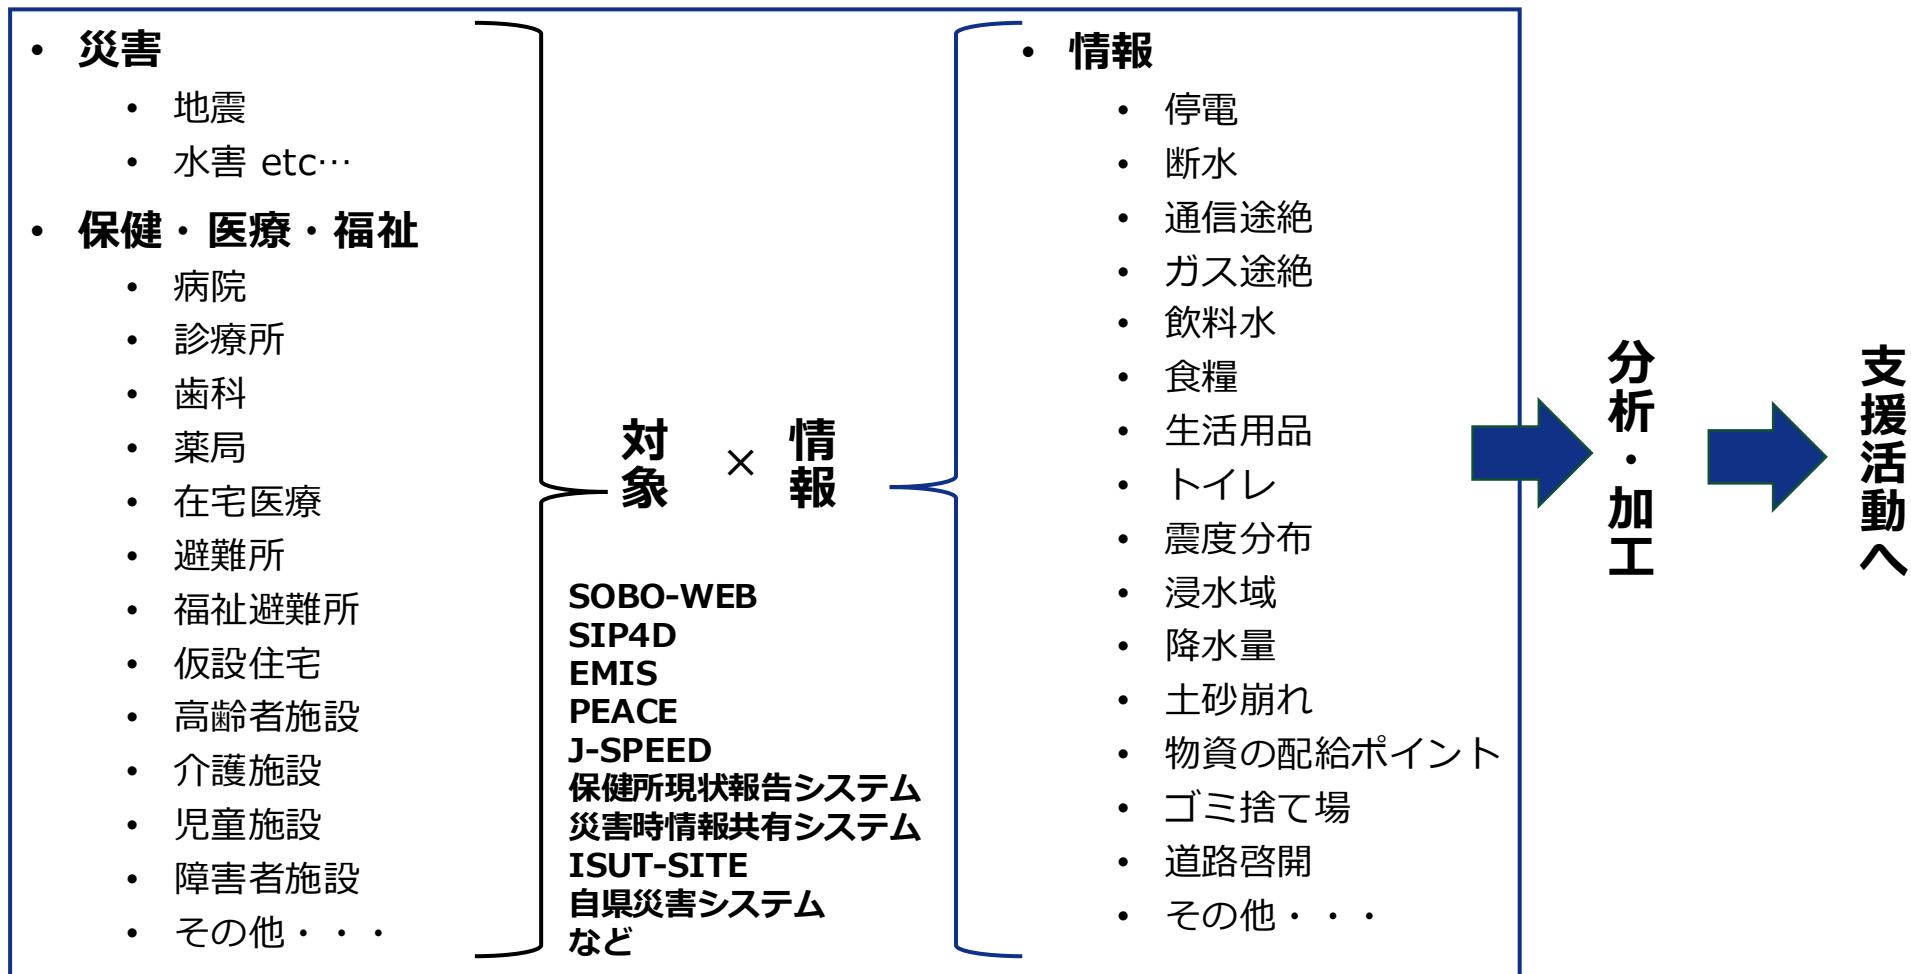 • 災害
• 地震
• 水害 etc…
• 保健・医療・福祉
• 病院
• 診療所
• 歯科
• 薬局
• 在宅医療
• 避難所
• 福祉避難所
• 仮設住宅
• 高齢者施設
• 介護施設
• 児童施設
• 障害者施設
• その他・・・
対象 × 情報
SOBO-WEB
SIP4D
EMIS
PEACE
J-SPEED
保健所現状報告システム
災害時情報共有システム
ISUT-SITE
自県災害システム
など
• 情報
• 停電
• 断水
• 通信途絶
• ガス途絶
• 飲料水
• 食糧
• 生活用品
• トイレ
• 震度分布
• 浸水域
• 降水量
• 土砂崩れ
• 物資の配給ポイント
• ゴミ捨て場
• 道路啓開
• その他・・・
分析・加工
支援活動へ